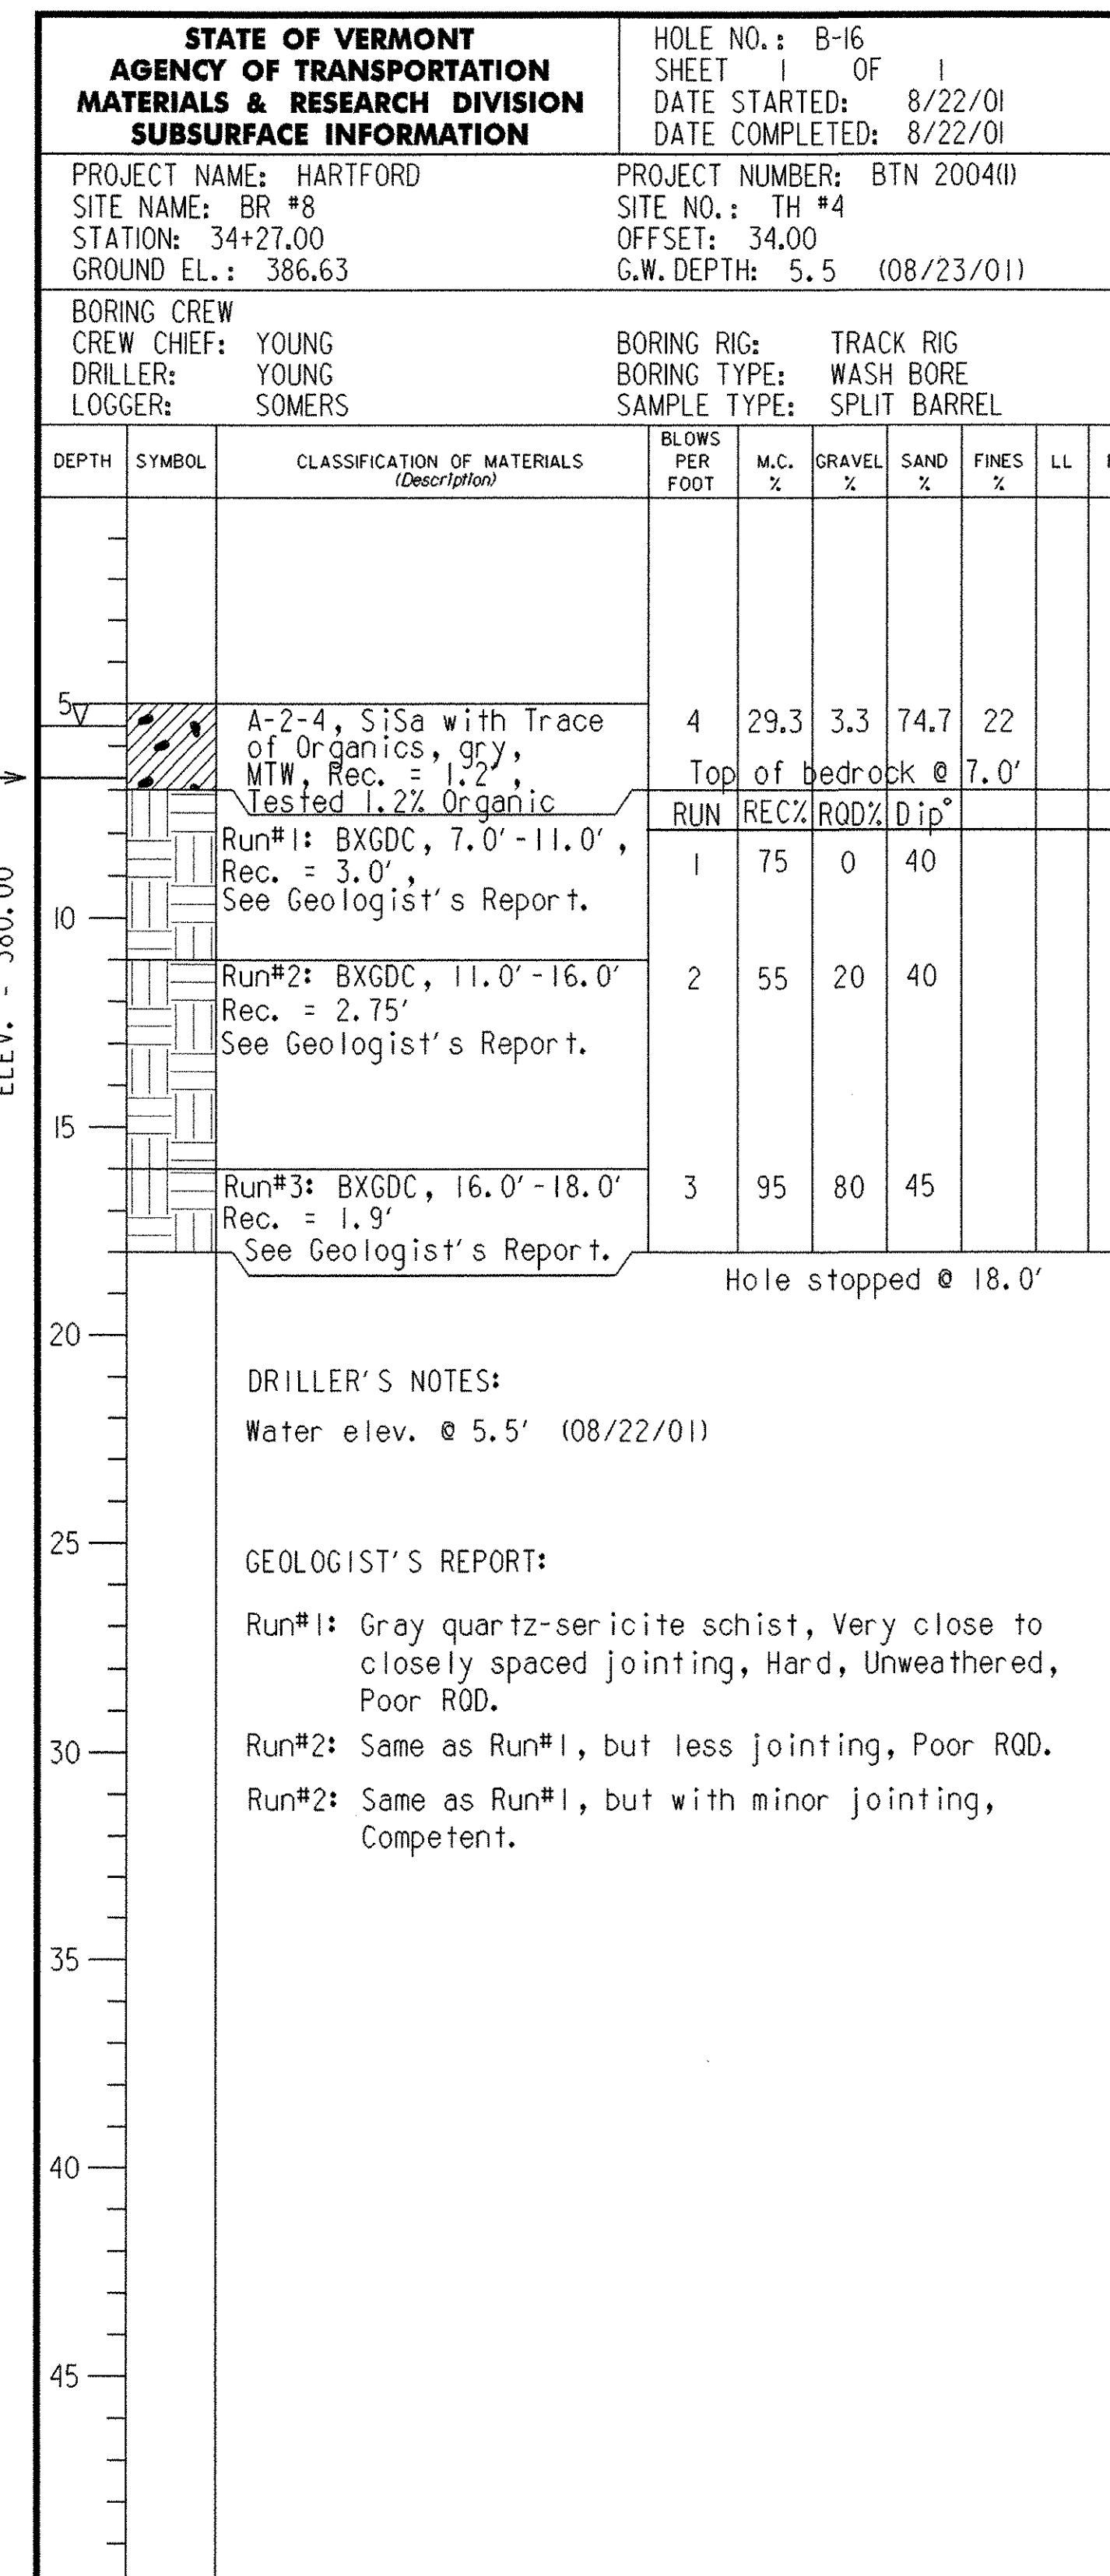 STATE OF VERMONT
AGENCY OF TRANSPORTATION
MATERIALS & RESEARCH DIVISION
SUBSURFACE INFORMATION
HOLE NO.: B-16
SHEET 1 OF 1
DATE STARTED: 8/22/01
DATE COMPLETED: 8/22/01
PROJECT NAME: HARTFORD
SITE NAME: BR #8
STATION: 34+27.00
GROUND EL.: 386.63
PROJECT NUMBER: BTN 2004(1)
SITE NO.: TH #4
OFFSET: 34.00
G.W. DEPTH: 5.5 (08/23/01)
BORING CREW
CREW CHIEF: YOUNG
DRILLER: YOUNG
LOGGER: SOMERS
BORING RIG: TRACK RIG
BORING TYPE: WASH BORE
SAMPLE TYPE: SPLIT BARREL
DEPTH
SYMBOL
CLASSIFICATION OF MATERIALS
(Description)
BLOWS
PER
FOOT
M.C.
%
GRAVEL
%
SAND
%
FINES
%
LL
5
A-2-4, SiSa with Trace
of Organics, gry,
MTW, Rec. = 1.2',
Tested 1.2% Organic
4 29.3 3.3 74.7 22
Top of bedrock @ 7.0'
RUN REC% RQD% Dip°
Run#1: BXGDC, 7.0'-11.0',
Rec. = 3.0',
See Geologist's Report.
1 75 0 40
10
Run#2: BXGDC, 11.0'-16.0'
Rec. = 2.75'
See Geologist's Report.
2 55 20 40
15
Run#3: BXGDC, 16.0'-18.0'
Rec. = 1.9'
See Geologist's Report.
3 95 80 45
Hole stopped @ 18.0'
20
DRILLER'S NOTES:
Water elev. @ 5.5' (08/22/01)
25
GEOLOGIST'S REPORT:
Run#1: Gray quartz-sericite schist, Very close to
closely spaced jointing, Hard, Unweathered,
Poor RQD.
Run#2: Same as Run#1, but less jointing, Poor RQD.
30
Run#2: Same as Run#1, but with minor jointing,
Competent.
35
40
45
ELEV. - 380.00